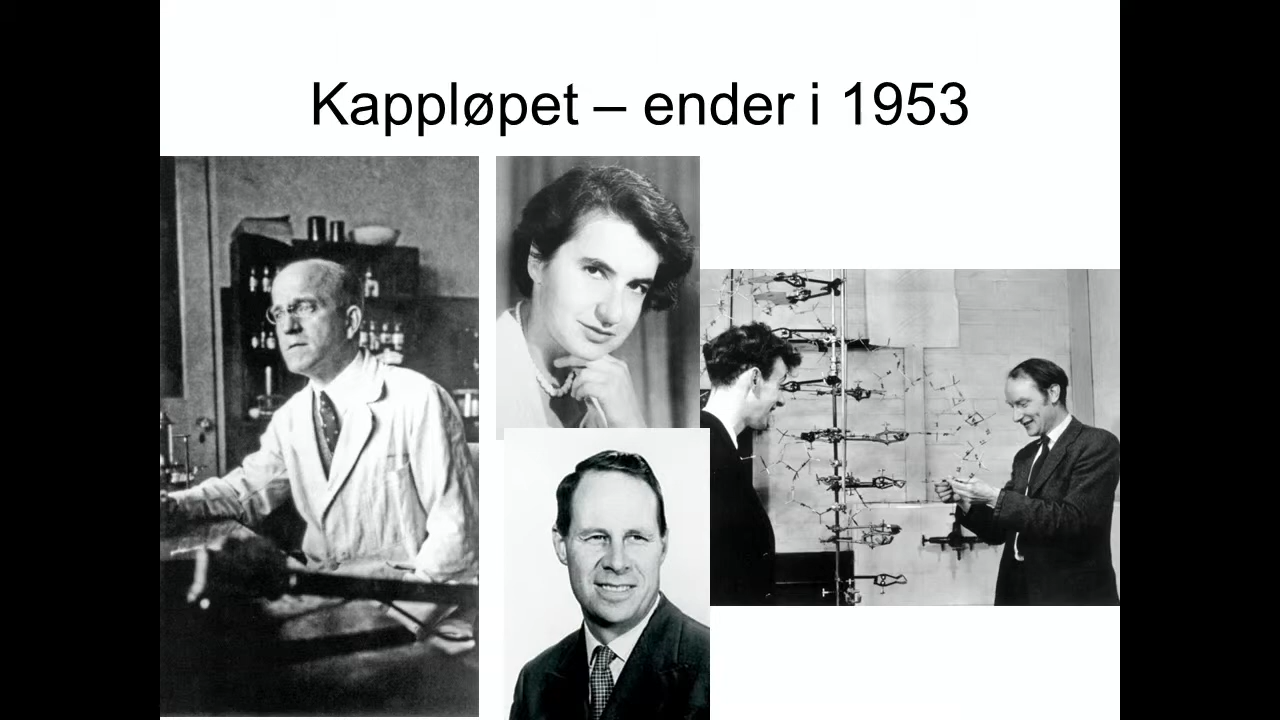 Kappløpet – ender i 1953